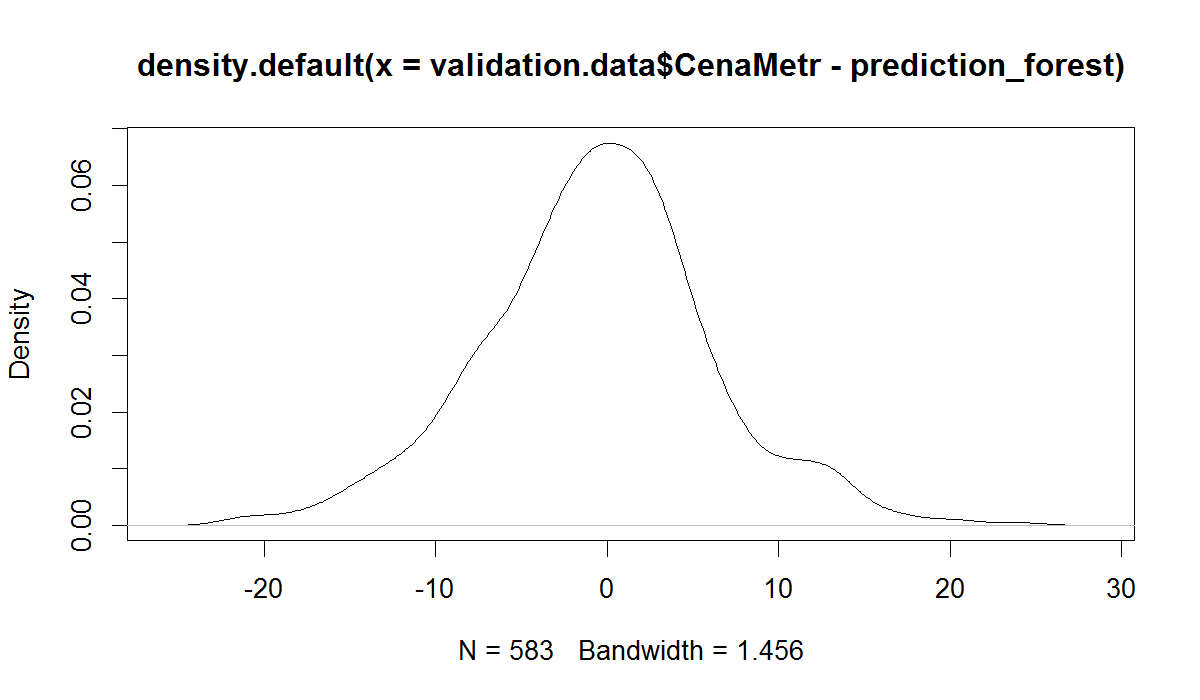 density.default(x = validation.data$CenaMetr - prediction_forest)
Density
0.06
0.04
0.02
0.00
-20 -10 0 10 20 30
N = 583 Bandwidth = 1.456